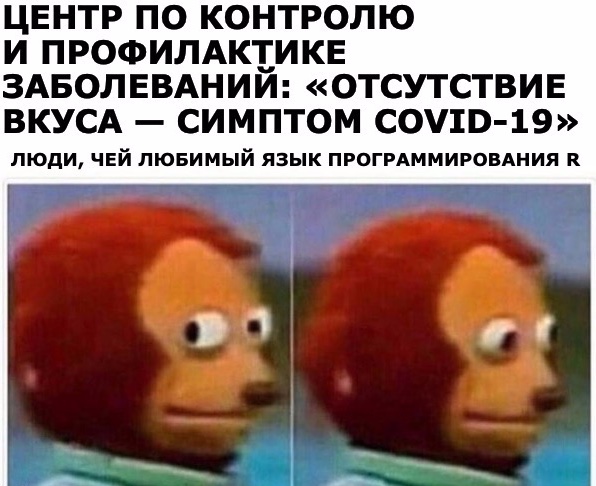 ЦЕНТР ПО КОНТРОЛЮ
И ПРОФИЛАКТИКЕ
ЗАБОЛЕВАНИЙ: «ОТСУТСТВИЕ
ВКУСА — СИМПТОМ COVID-19»
ЛЮДИ, ЧЕЙ ЛЮБИМЫЙ ЯЗЫК ПРОГРАММИРОВАНИЯ R